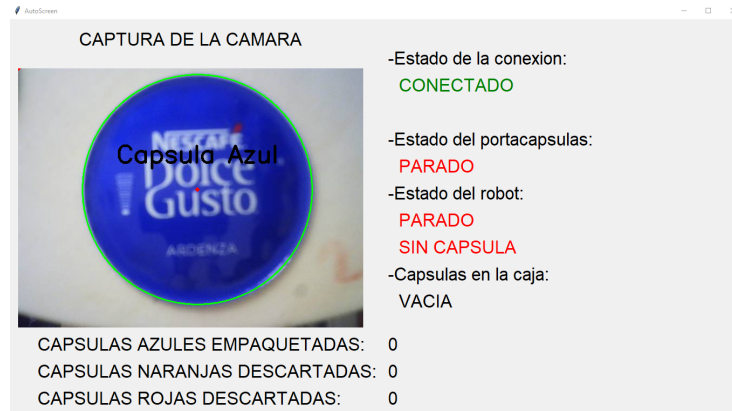 AutoScreen
CAPTURA DE LA CAMARA
NESCAFÉ
Capsula Azul
Dolce
Gusto
ARDENZA
-Estado de la conexion:
CONECTADO
-Estado del portacapsulas:
PARADO
-Estado del robot:
PARADO
SIN CAPSULA
-Capsulas en la caja:
VACIA
CAPSULAS AZULES EMPAQUETADAS: 0
CAPSULAS NARANJAS DESCARTADAS: 0
CAPSULAS ROJAS DESCARTADAS: 0